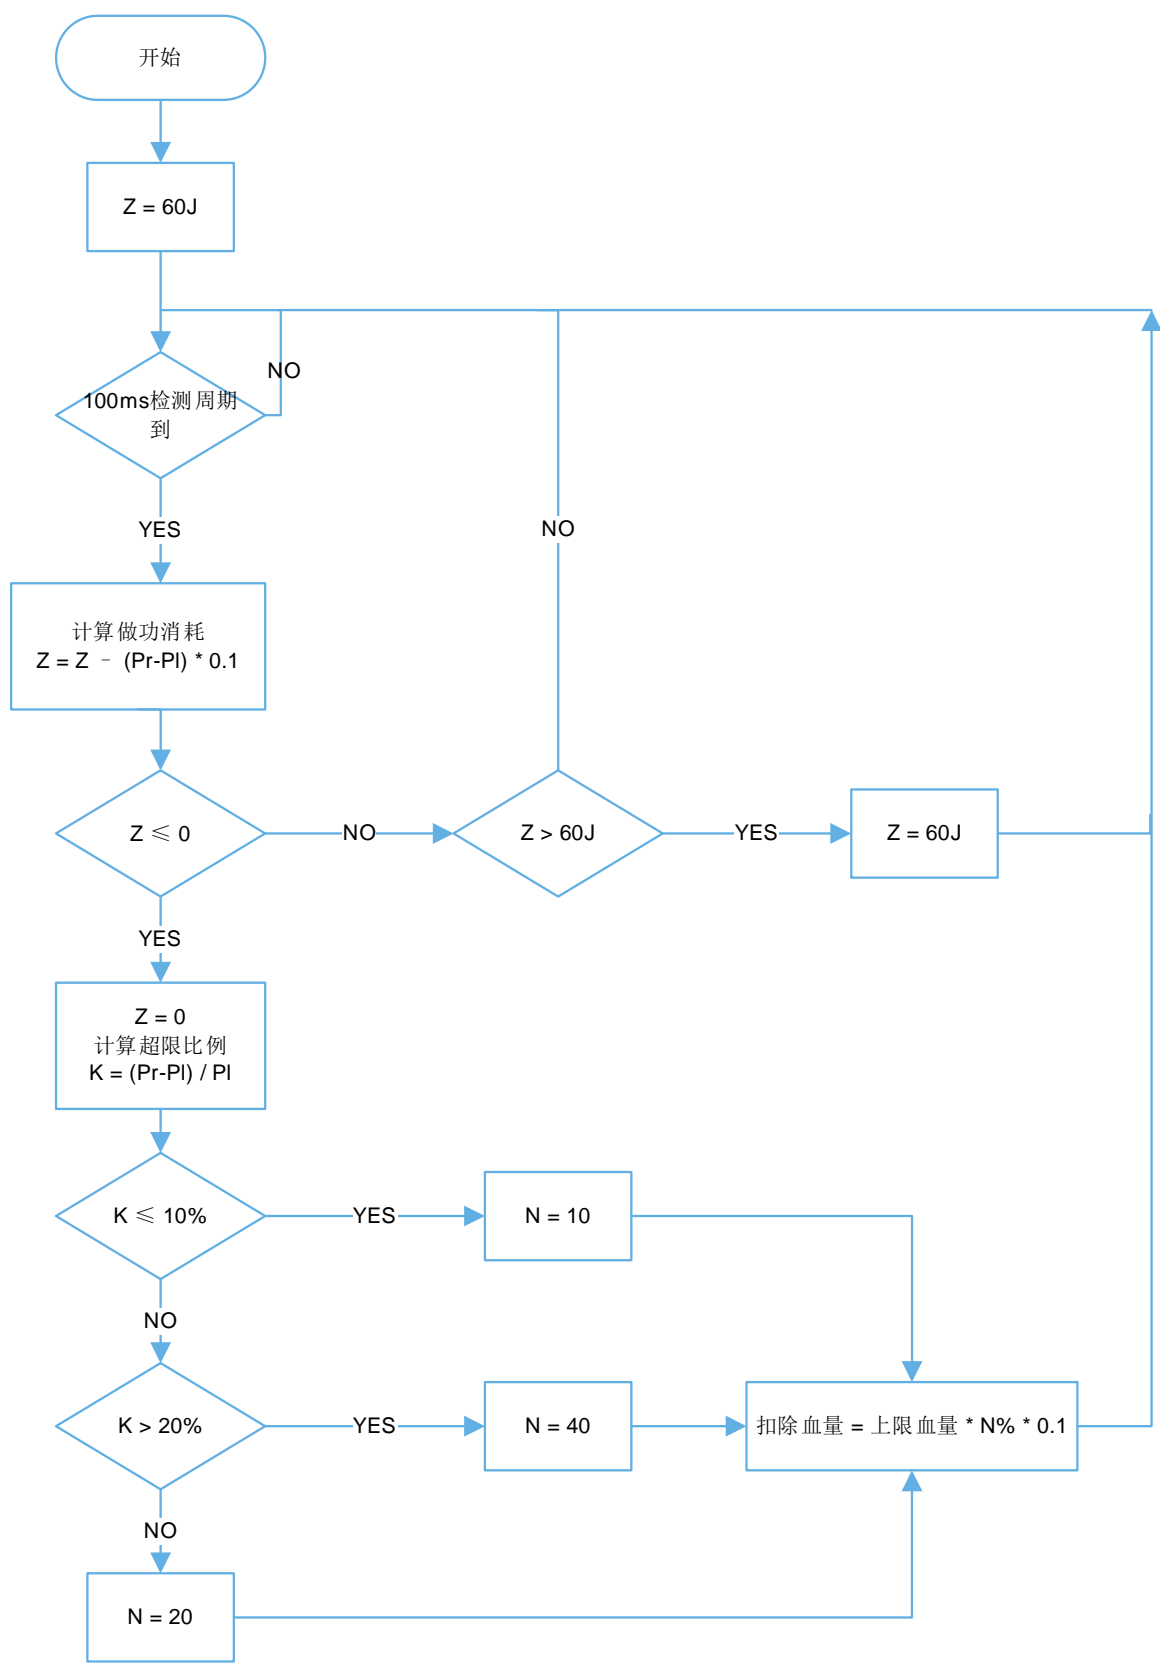 开始
Z = 60J
NO
100ms检测周期
到
YES
NO
计算做功消耗
Z = Z - (Pr-Pl) * 0.1
Z ≤ 0
NO
Z > 60J
YES
Z = 60J
YES
Z = 0
计算超限比例
K = (Pr-Pl) / Pl
K ≤ 10%
YES
N = 10
NO
K > 20%
YES
N = 40
扣除血量 = 上限血量 * N% * 0.1
NO
N = 20